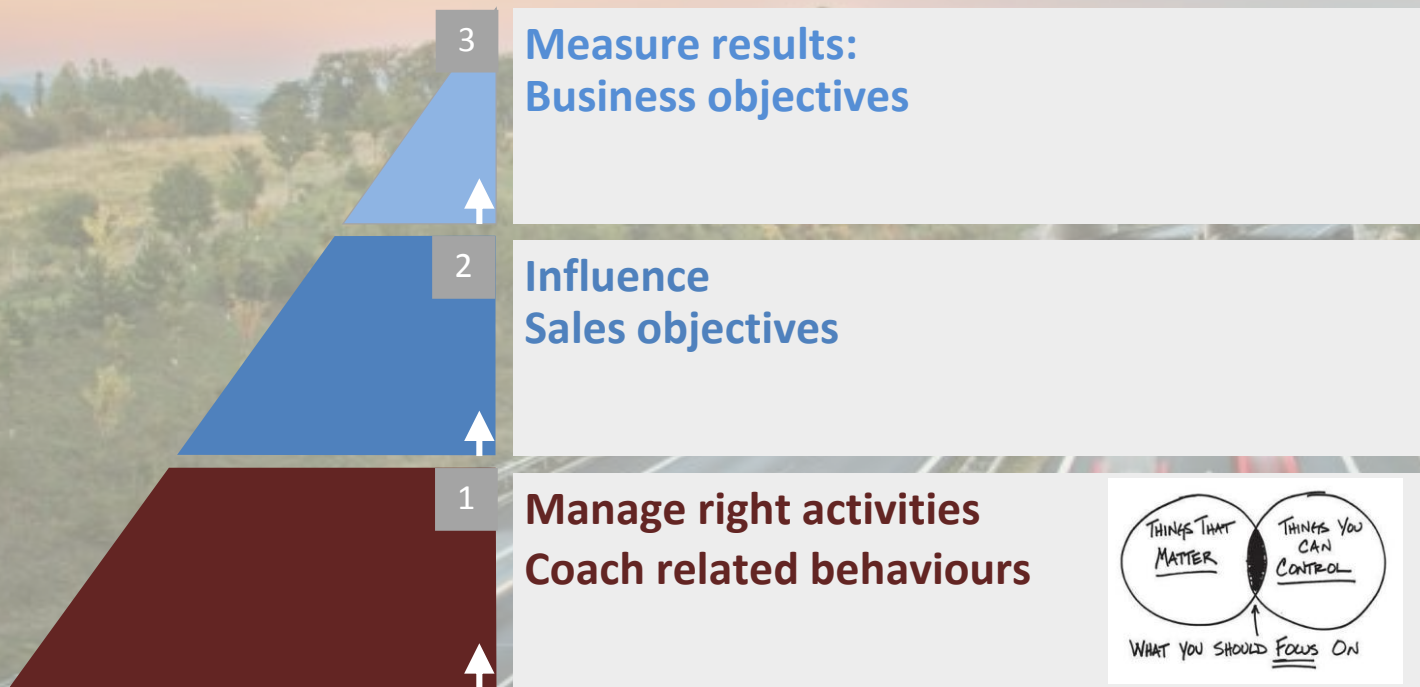 3
Measure results:
Business objectives
2
Influence
Sales objectives
1
Manage right activities
Coach related behaviours
THINGS THAT
MATTER
THINGS YOU
CAN
CONTROL
WHAT YOU SHOULD FOCUS ON